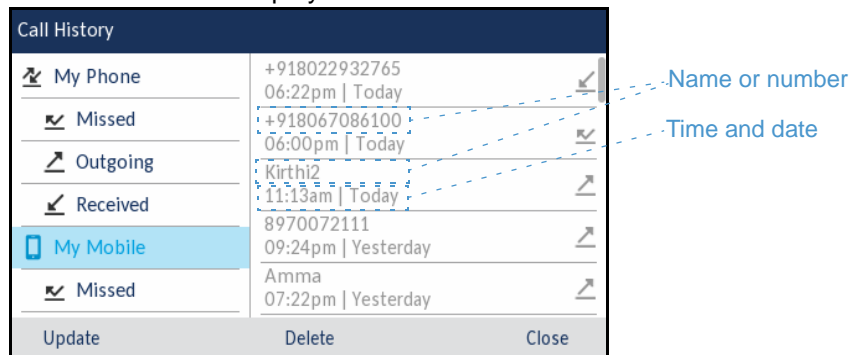 Call History
My Phone
Missed
Outgoing
Received
My Mobile
Missed
+918022932765
06:22pm | Today
+918067086100
06:00pm | Today
Kirthi2
11:13am | Today
8970072111
09:24pm | Yesterday
Amma
07:22pm | Yesterday
Update Delete Close
Name or number
Time and date